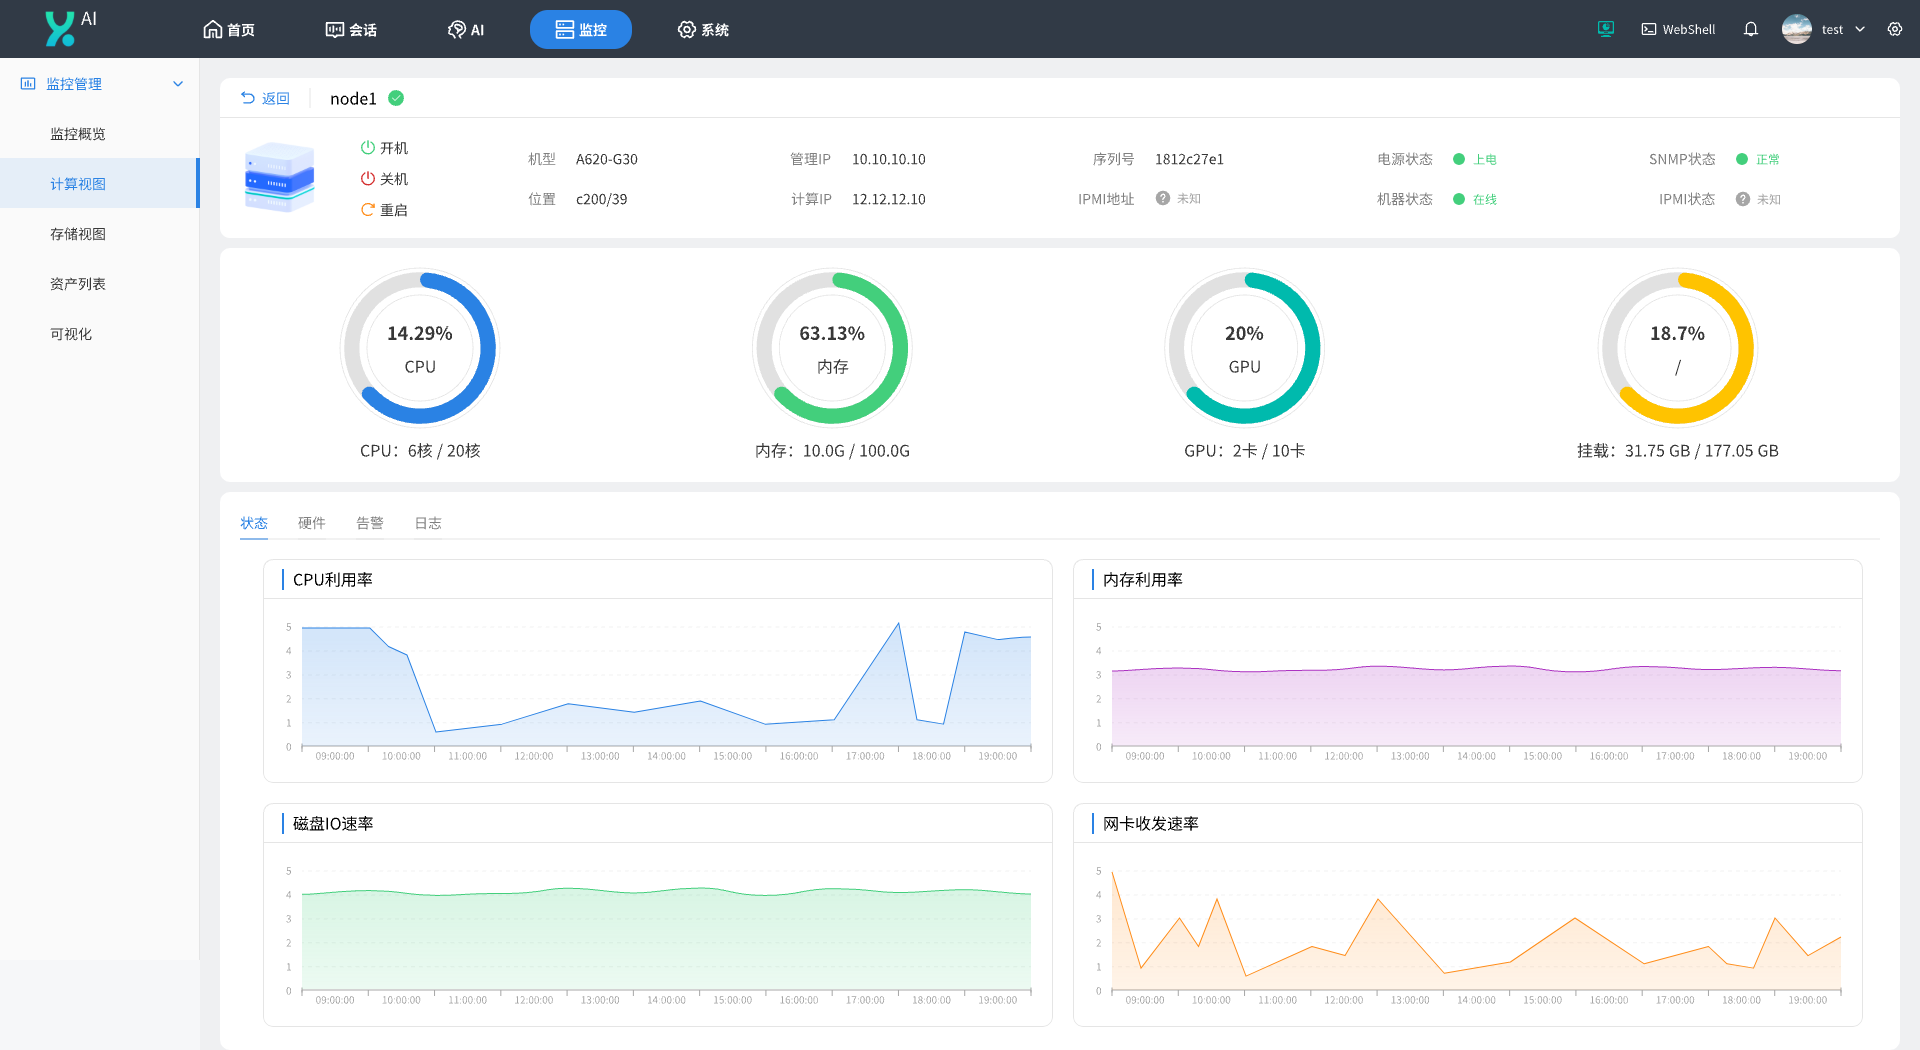 AI
首页
会话
AI
监控
系统
WebShell
test
监控管理
监控概览
计算视图
存储视图
资产列表
可视化
返回
node1
开机
关机
重启
机型 A620-G30
管理IP 10.10.10.10
序列号 1812c27e1
电源状态 上电
SNMP状态 正常
位置 c200/39
计算IP 12.12.12.10
IPMI地址 未知
机器状态 在线
IPMI状态 未知
14.29%
CPU
CPU：6核 / 20核
63.13%
内存
内存：10.0G / 100.0G
20%
GPU
GPU：2卡 / 10卡
18.7%
/
挂载：31.75 GB / 177.05 GB
状态
硬件
告警
日志
CPU利用率
5
4
3
2
1
0
09:00:00 10:00:00 11:00:00 12:00:00 13:00:00 14:00:00 15:00:00 16:00:00 17:00:00 18:00:00 19:00:00
内存利用率
5
4
3
2
1
0
09:00:00 10:00:00 11:00:00 12:00:00 13:00:00 14:00:00 15:00:00 16:00:00 17:00:00 18:00:00 19:00:00
磁盘IO速率
5
4
3
2
1
0
09:00:00 10:00:00 11:00:00 12:00:00 13:00:00 14:00:00 15:00:00 16:00:00 17:00:00 18:00:00 19:00:00
网卡收发速率
5
4
3
2
1
0
09:00:00 10:00:00 11:00:00 12:00:00 13:00:00 14:00:00 15:00:00 16:00:00 17:00:00 18:00:00 19:00:00